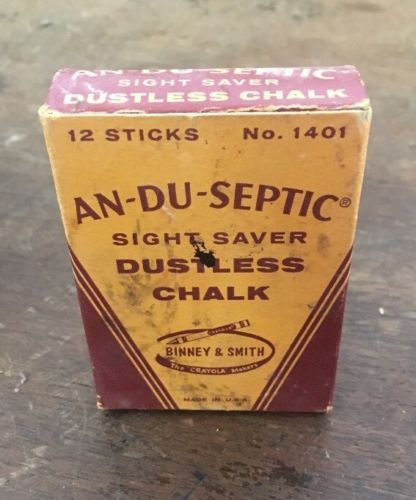 AN-DU-SEPTIC
SIGHT SAVER
DUSTLESS CHALK
12 STICKS No. 1401
AN-DU-SEPTIC®
SIGHT SAVER
DUSTLESS
CHALK
BINNEY & SMITH
The CRAYOLA Makers
MADE IN U.S.A.